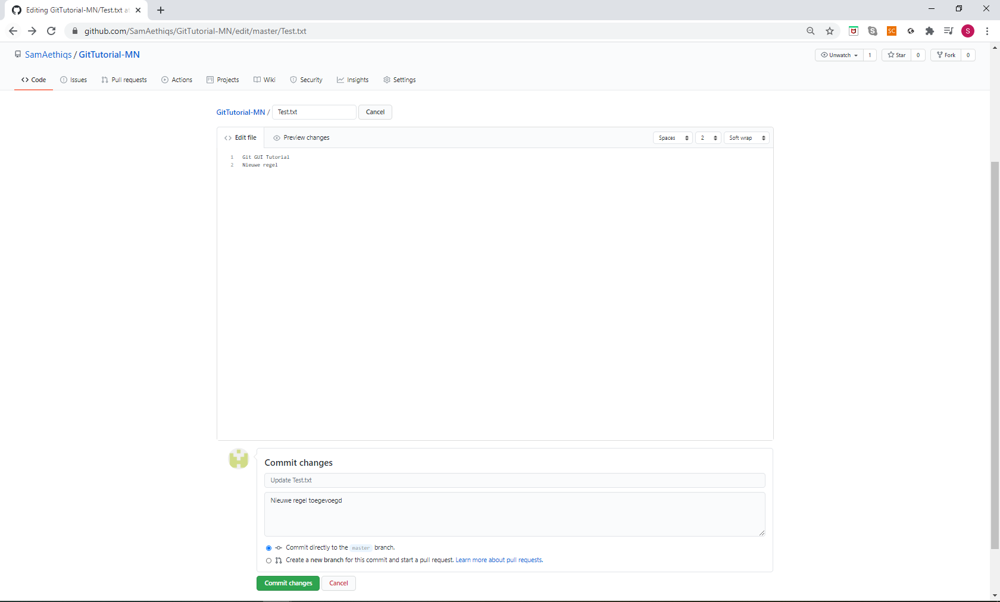 Editing GitTutorial-MN/Test.txt at
github.com/SamAethiqs/GitTutorial-MN/edit/master/Test.txt
SC
S
SamAethiqs / GitTutorial-MN
Unwatch 1 Star 0 Fork 0
Code Issues Pull requests Actions Projects Wiki Security Insights Settings
GitTutorial-MN / Test.txt Cancel
Edit file Preview changes Spaces 2 Soft wrap
1 Git GUI Tutorial
2 Nieuwe regel
Commit changes
Update Test.txt
Nieuwe regel toegevoegd
Commit directly to the master branch.
Create a new branch for this commit and start a pull request. Learn more about pull requests.
Commit changes Cancel